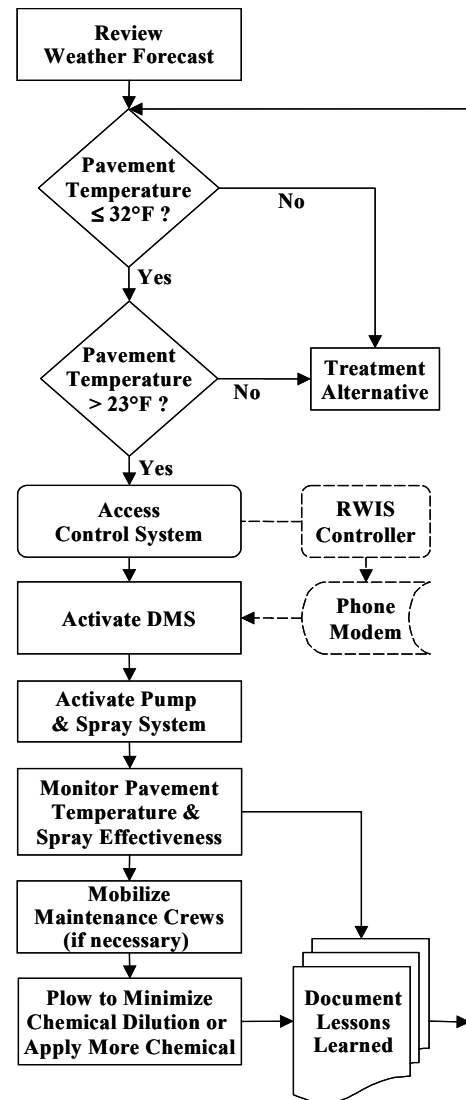 Review
Weather Forecast
Pavement
Temperature
≤ 32°F ?
No
Yes
Pavement
Temperature
> 23°F ?
No
Treatment
Alternative
Yes
Access
Control System
RWIS
Controller
Activate DMS
Phone
Modem
Activate Pump
& Spray System
Monitor Pavement
Temperature &
Spray Effectiveness
Mobilize
Maintenance Crews
(if necessary)
Plow to Minimize
Chemical Dilution or
Apply More Chemical
Document
Lessons
Learned